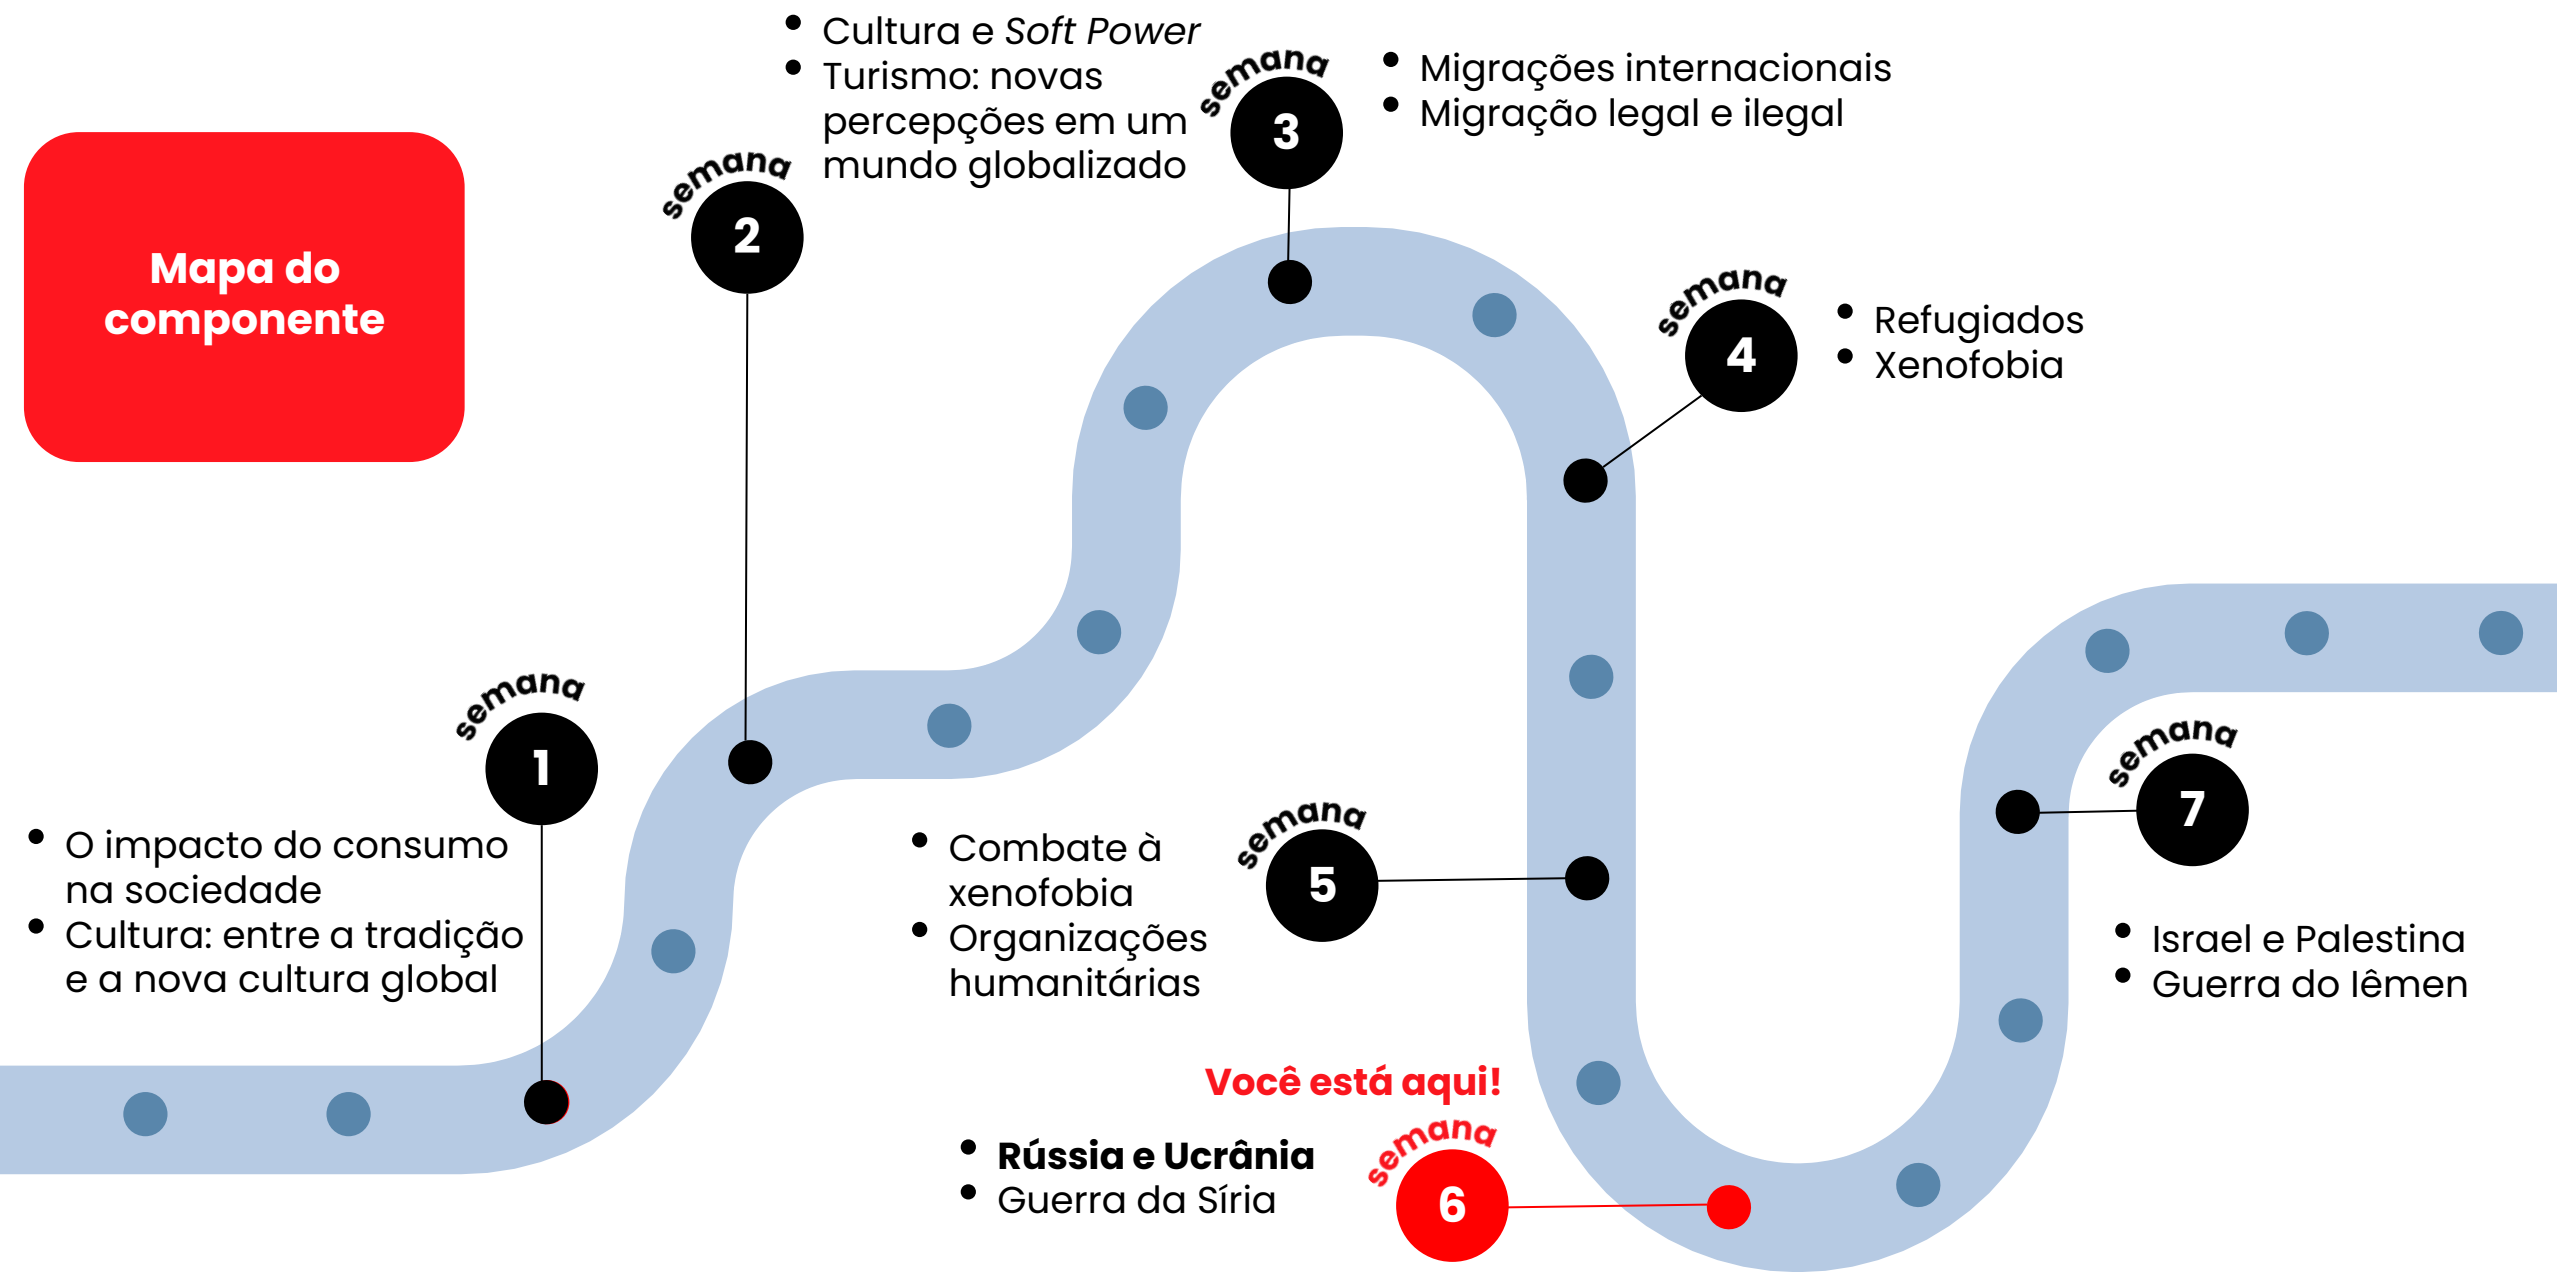 Mapa do
componente
semana
1
• O impacto do consumo
na sociedade
• Cultura: entre a tradição
e a nova cultura global
semana
2
• Cultura e Soft Power
• Turismo: novas
percepções em um
mundo globalizado
semana
3
• Migrações internacionais
• Migração legal e ilegal
semana
4
• Refugiados
• Xenofobia
semana
5
• Combate à
xenofobia
• Organizações
humanitárias
Você está aqui!
semana
6
• Rússia e Ucrânia
• Guerra da Síria
semana
7
• Israel e Palestina
• Guerra do Iêmen